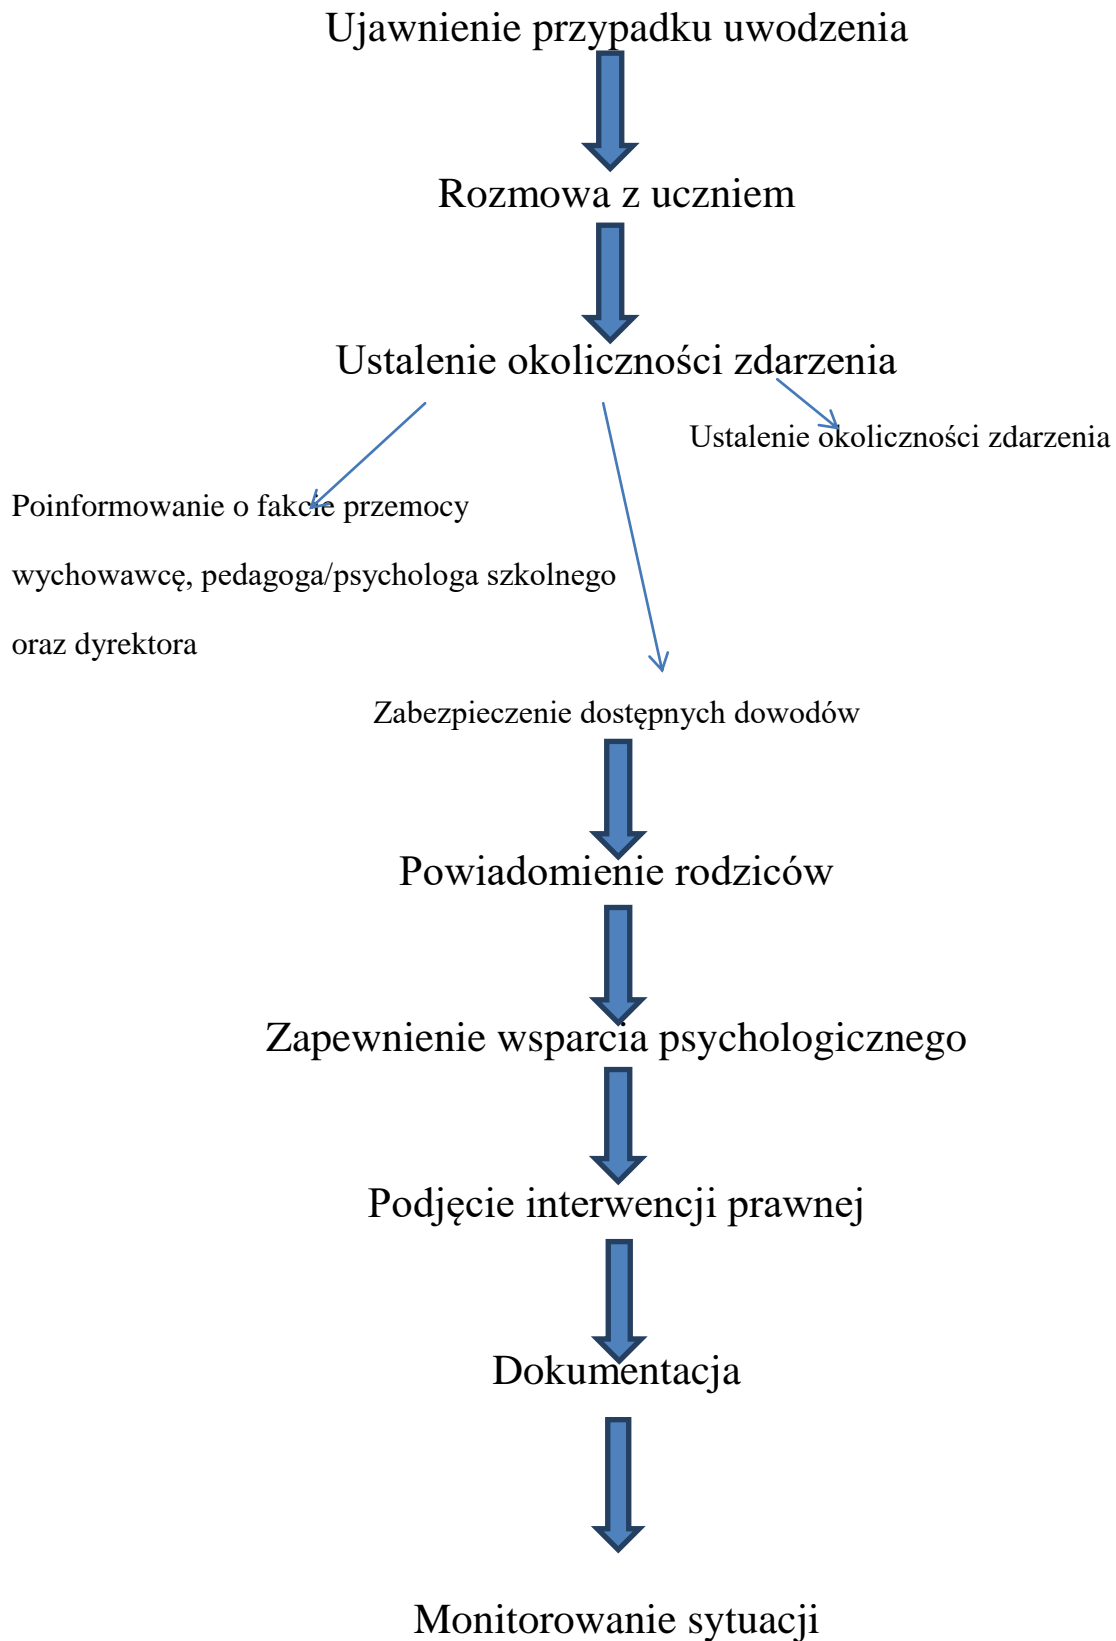 Ujawnienie przypadku uwodzenia
Rozmowa z uczniem
Ustalenie okoliczności zdarzenia
Ustalenie okoliczności zdarzenia
Poinformowanie o fakcie przemocy
wychowawcę, pedagoga/psychologa szkolnego
oraz dyrektora
Zabezpieczenie dostępnych dowodów
Powiadomienie rodziców
Zapewnienie wsparcia psychologicznego
Podjęcie interwencji prawnej
Dokumentacja
Monitorowanie sytuacji